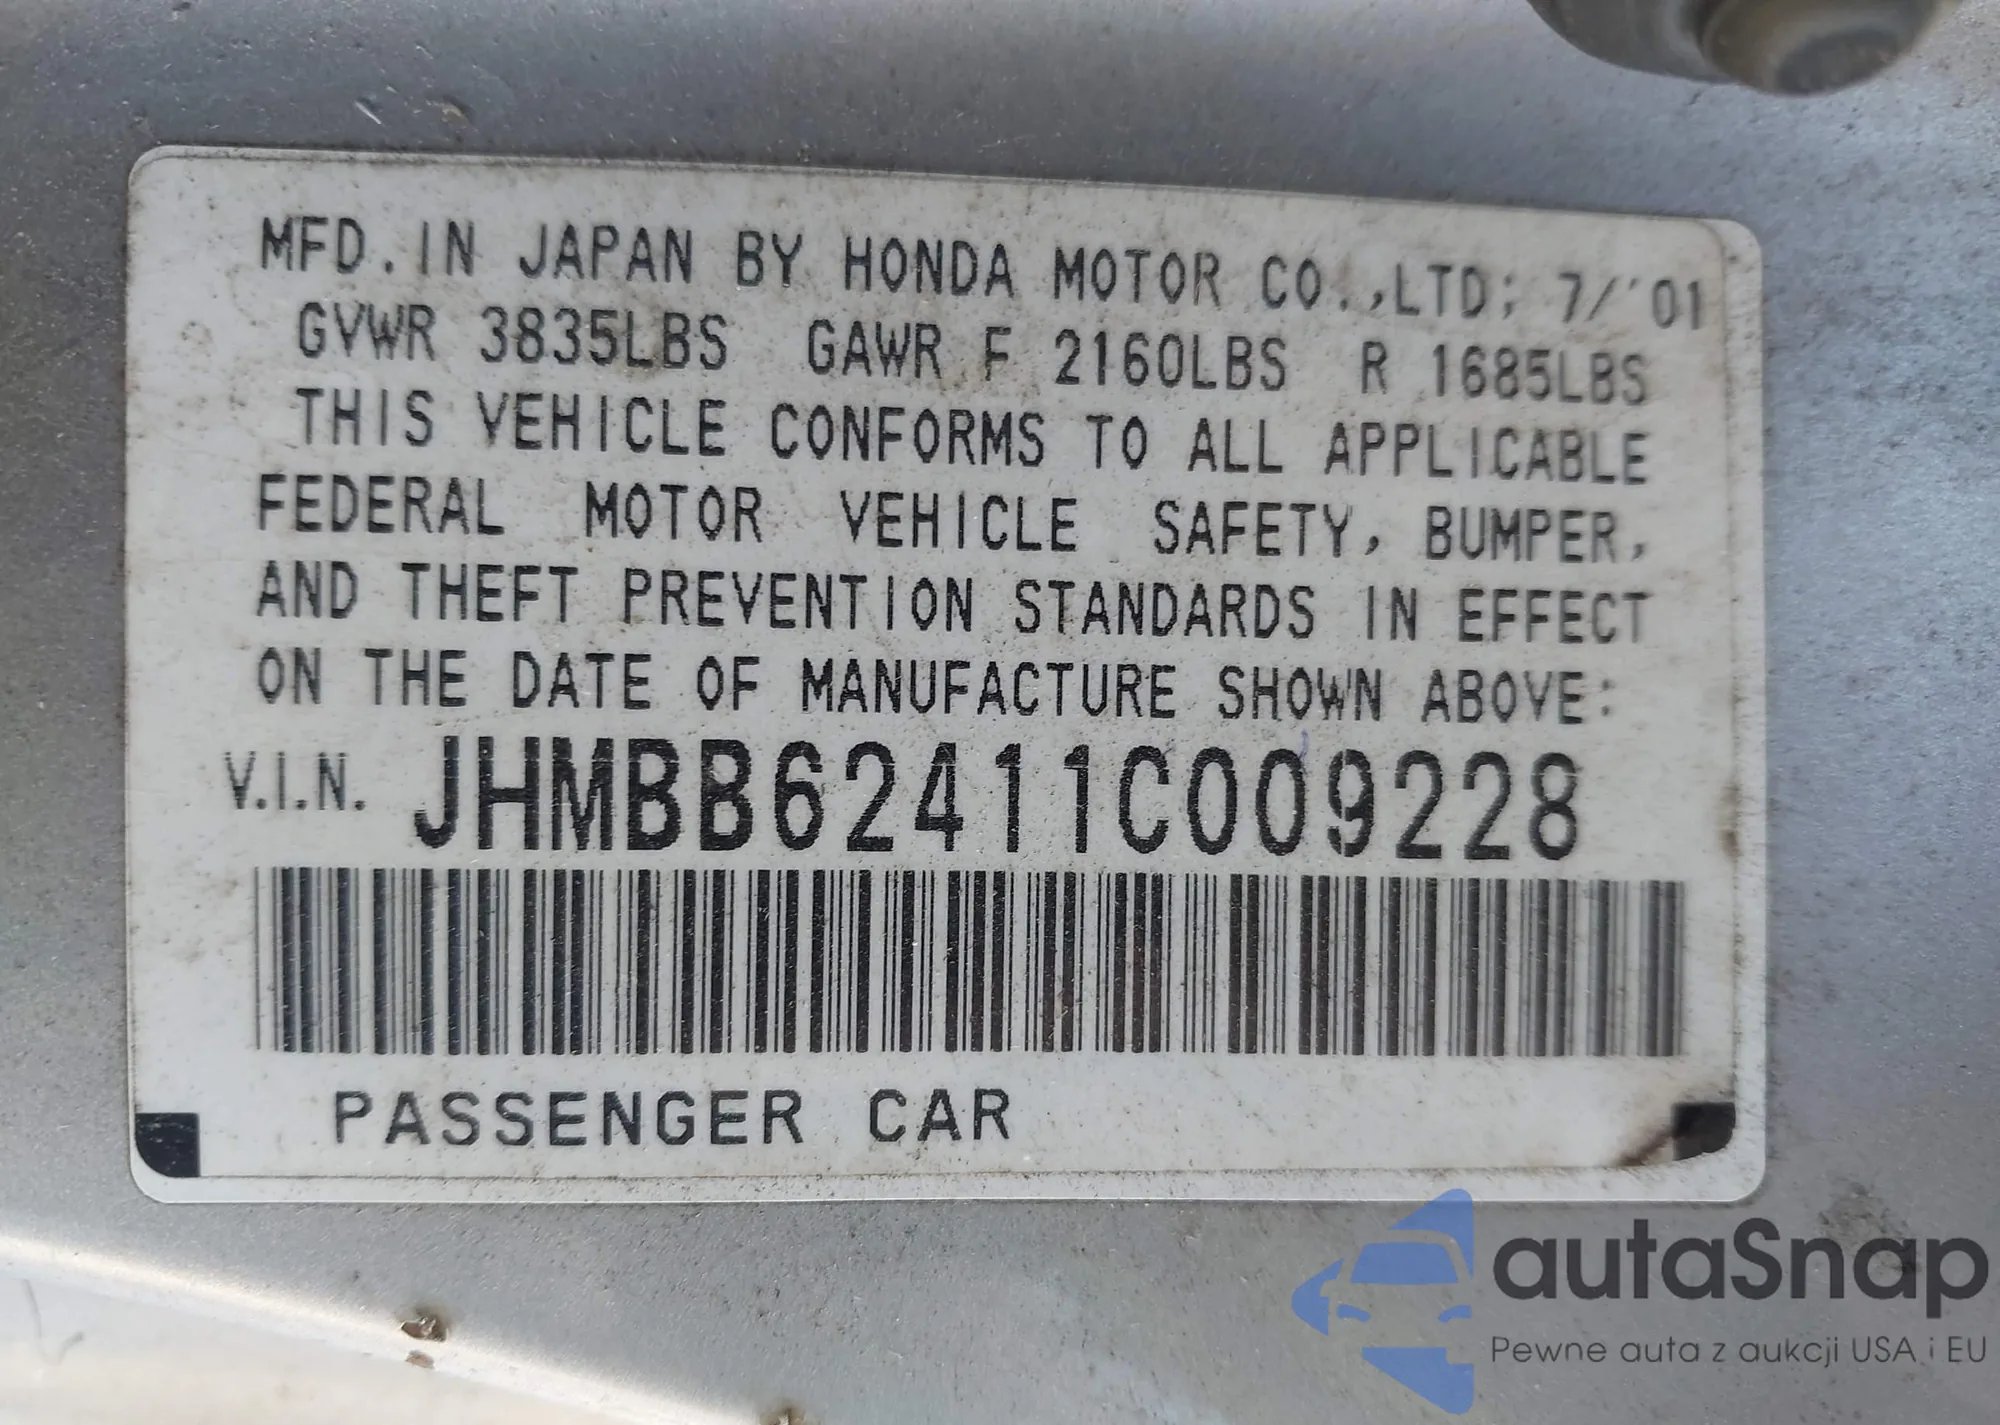 MFD. IN JAPAN BY HONDA MOTOR CO., LTD; 7/'01
GVWR 3835LBS GAWR F 2160LBS R 1685LBS
THIS VEHICLE CONFORMS TO ALL APPLICABLE
FEDERAL MOTOR VEHICLE SAFETY, BUMPER,
AND THEFT PREVENTION STANDARDS IN EFFECT
ON THE DATE OF MANUFACTURE SHOWN ABOVE:
V.I.N. JHMBB62411C009228
PASSENGER CAR
autaSnap
Pewne auta z aukcji USA i EU